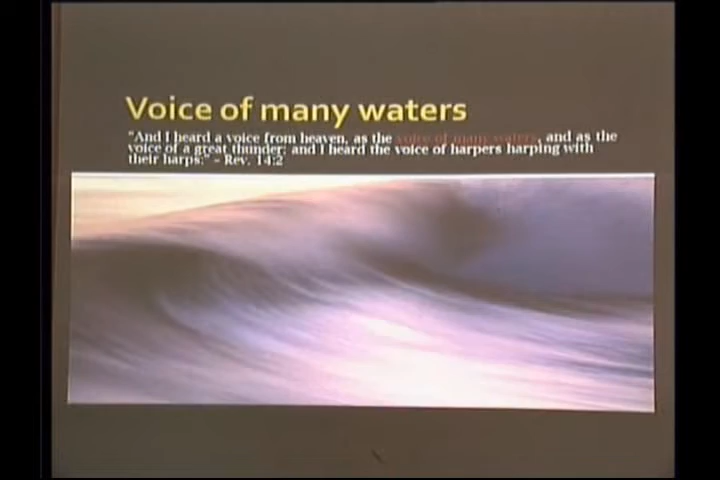 Voice of many waters
"And I heard a voice from heaven, as the voice of many waters, and as the
voice of a great thunder: and I heard the voice of harpers harping with
their harps:" – Rev. 14:2